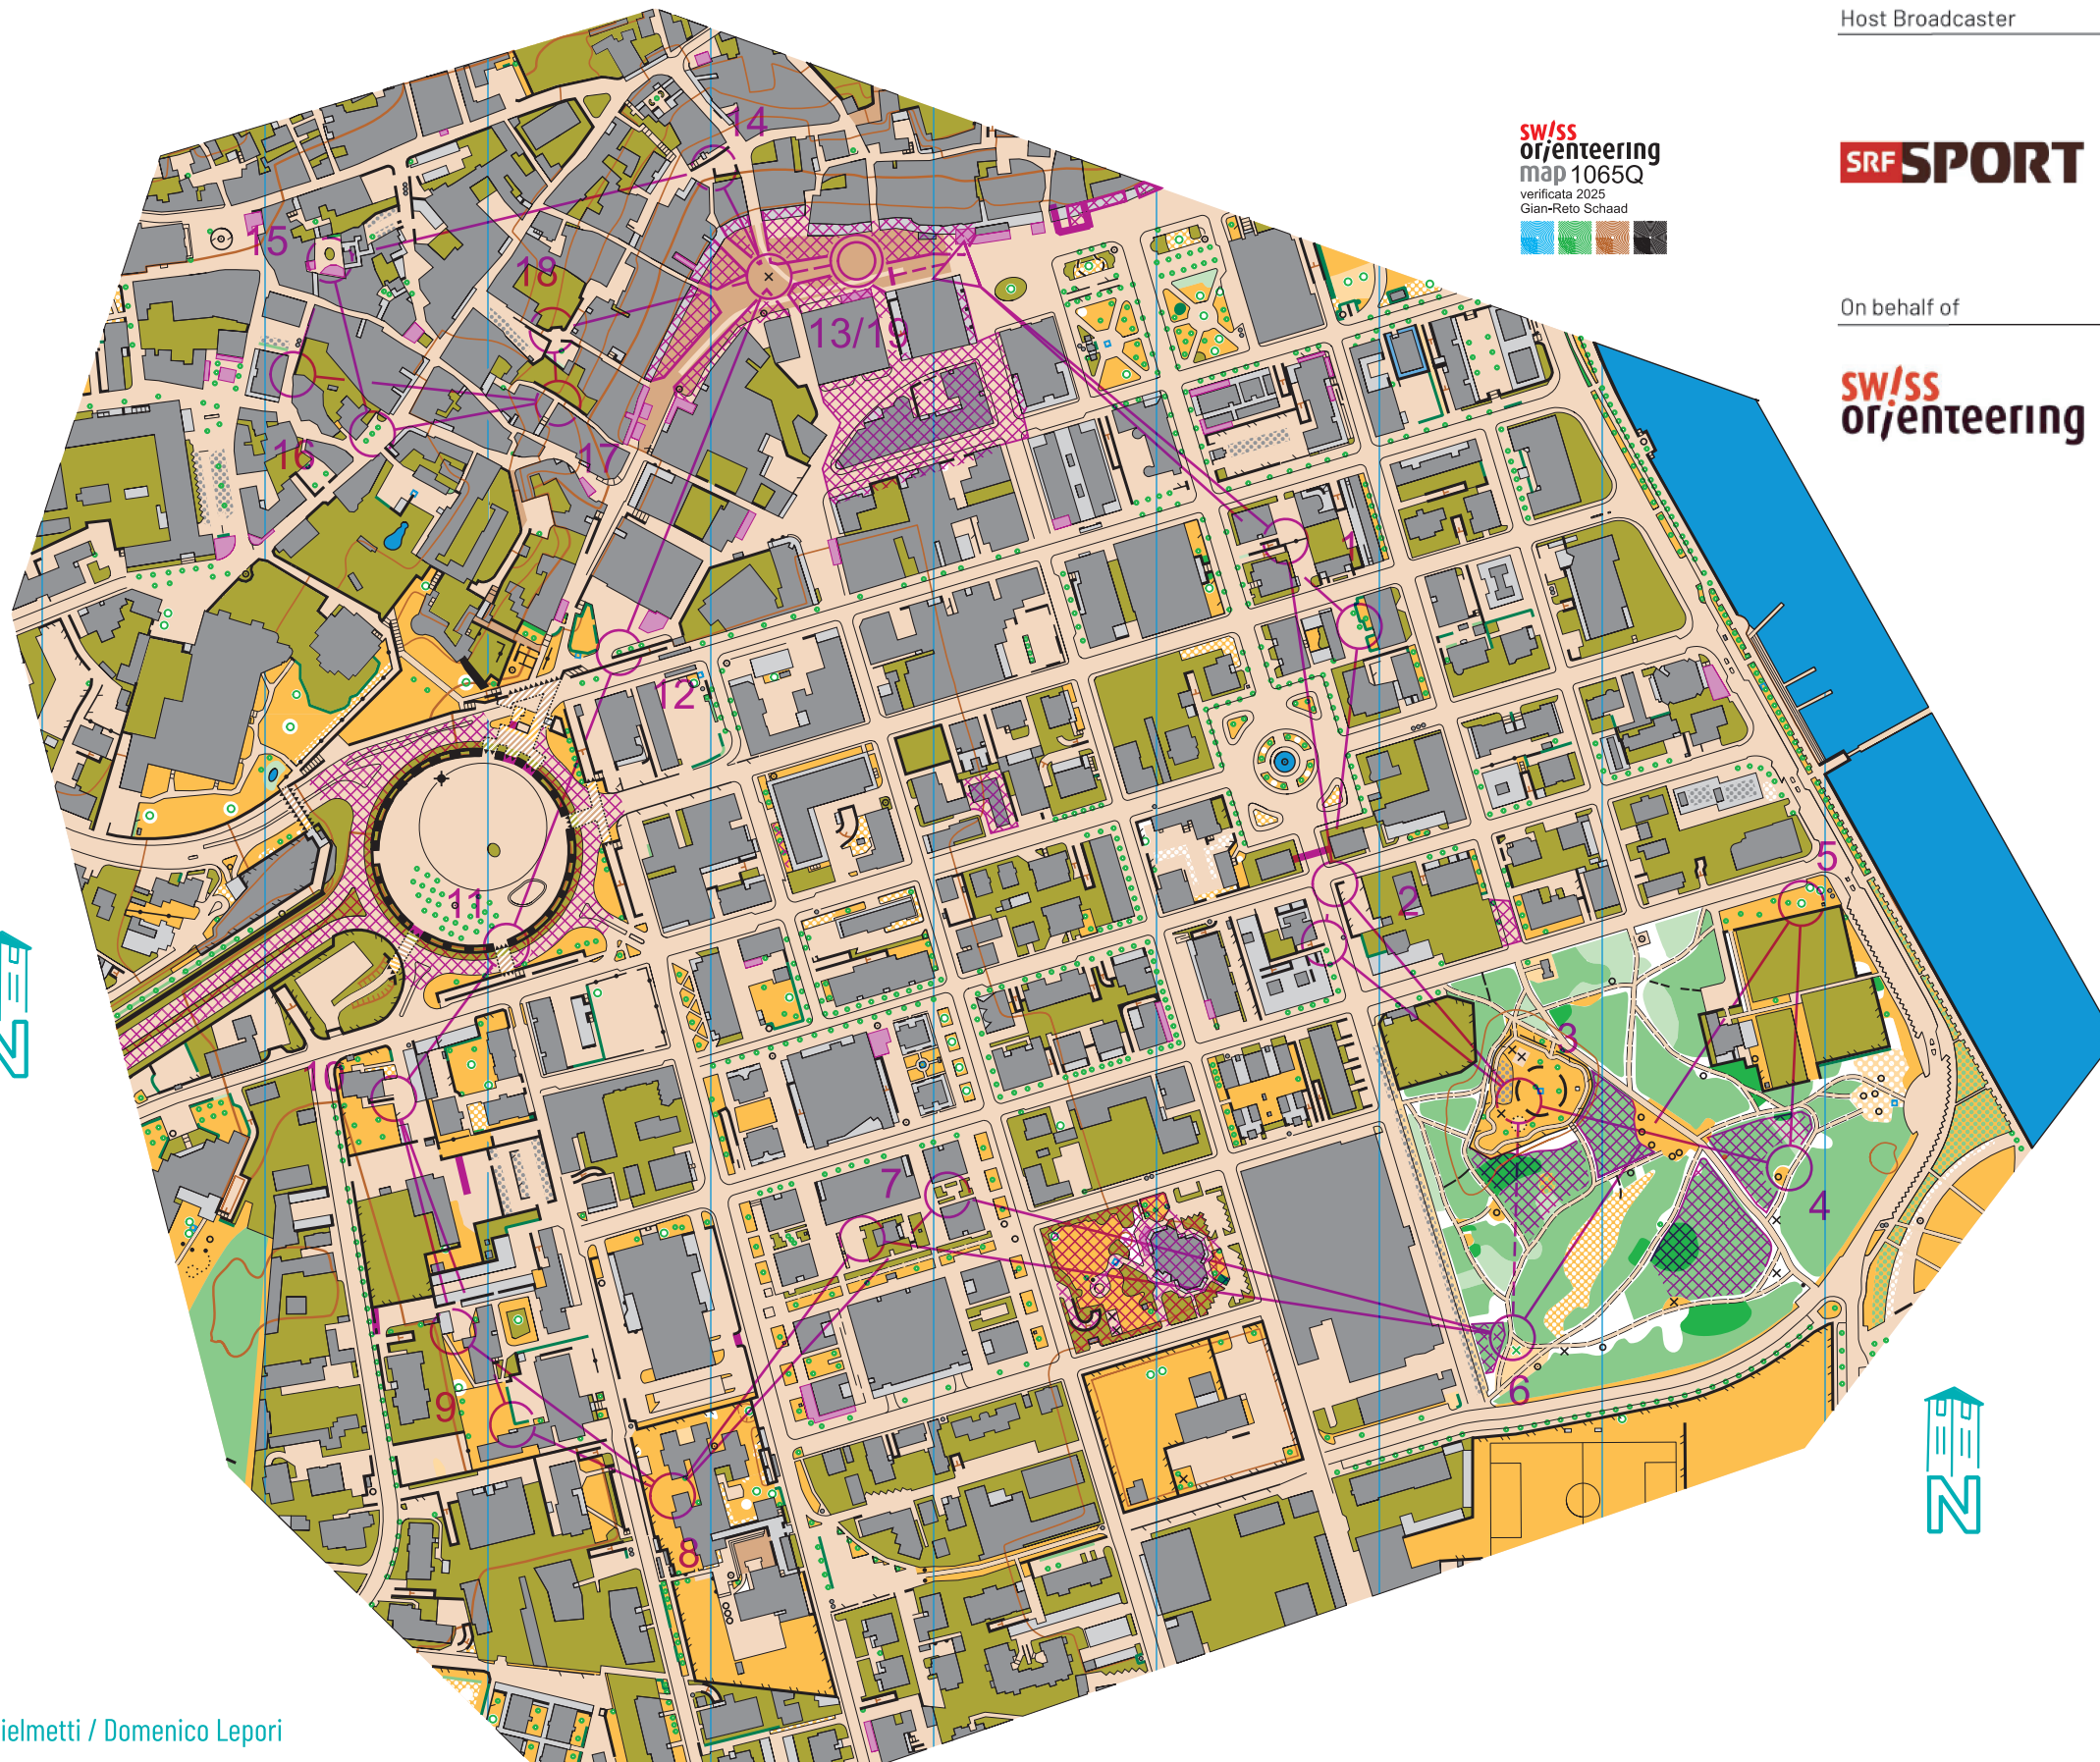 Host Broadcaster
swiss
orienteering
map 1065Q
verificata 2025
Gian-Reto Schaad
SRF SPORT
On behalf of
swiss
orienteering
14
15
18
13/19
16
17
1
12
2
5
11
3
10
7
4
6
9
8
N
N
ielmetti / Domenico Lepori